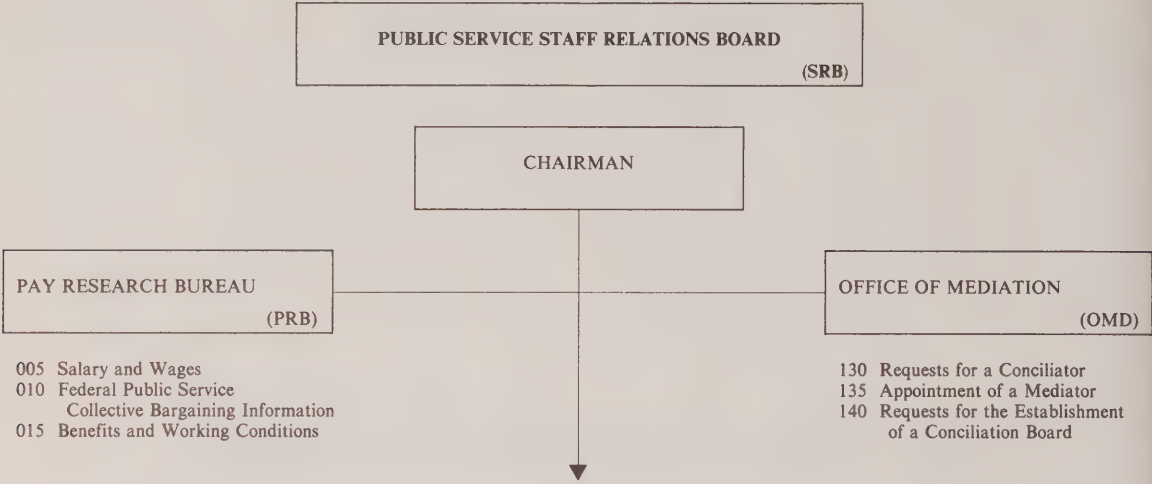 PUBLIC SERVICE STAFF RELATIONS BOARD
(SRB)
CHAIRMAN
PAY RESEARCH BUREAU
(PRB)
005 Salary and Wages
010 Federal Public Service
Collective Bargaining Information
015 Benefits and Working Conditions
OFFICE OF MEDIATION
(OMD)
130 Requests for a Conciliator
135 Appointment of a Mediator
140 Requests for the Establishment
of a Conciliation Board